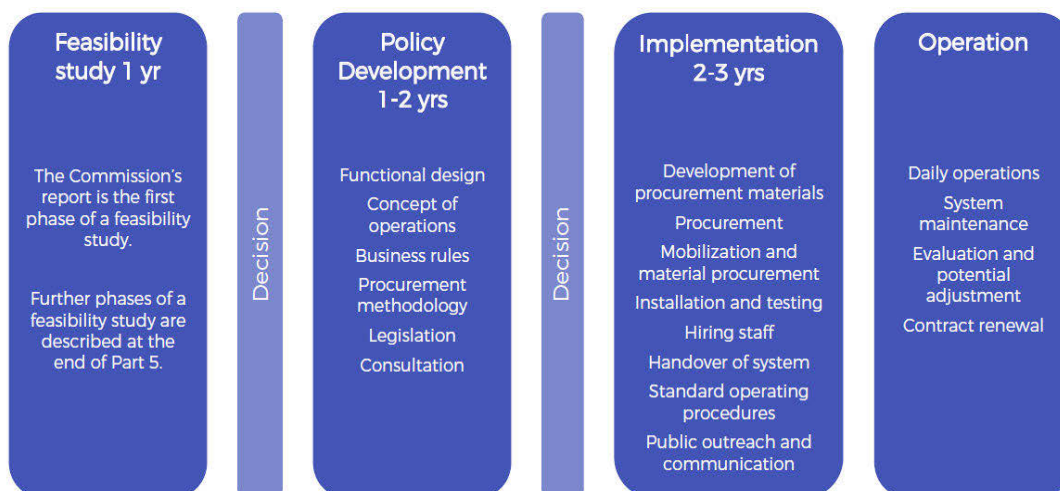 Feasibility
study 1 yr
The Commission's
report is the first
phase of a feasibility
study.
Further phases of a
feasibility study are
described at the
end of Part 5.
Decision
Policy
Development
1-2 yrs
Functional design
Concept of
operations
Business rules
Procurement
methodology
Legislation
Consultation
Decision
Implementation
2-3 yrs
Development of
procurement materials
Procurement
Mobilization and
material procurement
Installation and testing
Hiring staff
Handover of system
Standard operating
procedures
Public outreach and
communication
Operation
Daily operations
System
maintenance
Evaluation and
potential
adjustment
Contract renewal